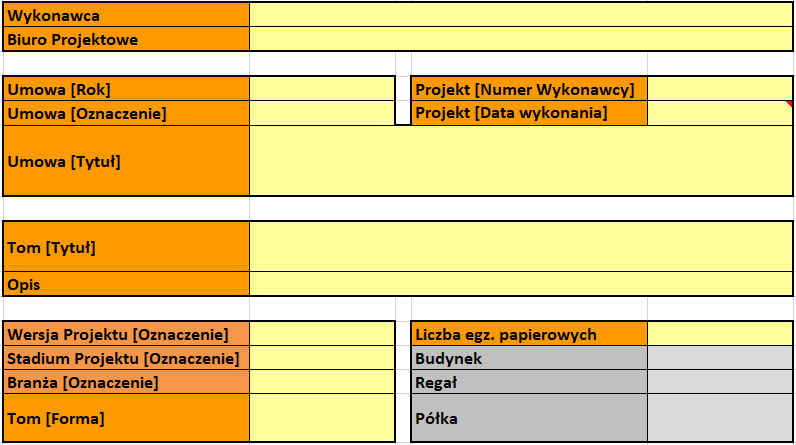 Wykonawca
Biuro Projektowe
Umowa [Rok]
Projekt [Numer Wykonawcy]
Umowa [Oznaczenie]
Projekt [Data wykonania]
Umowa [Tytuł]
Tom [Tytuł]
Opis
Wersja Projektu [Oznaczenie]
Liczba egz. papierowych
Stadium Projektu [Oznaczenie]
Budynek
Branża [Oznaczenie]
Regał
Tom [Forma]
Półka